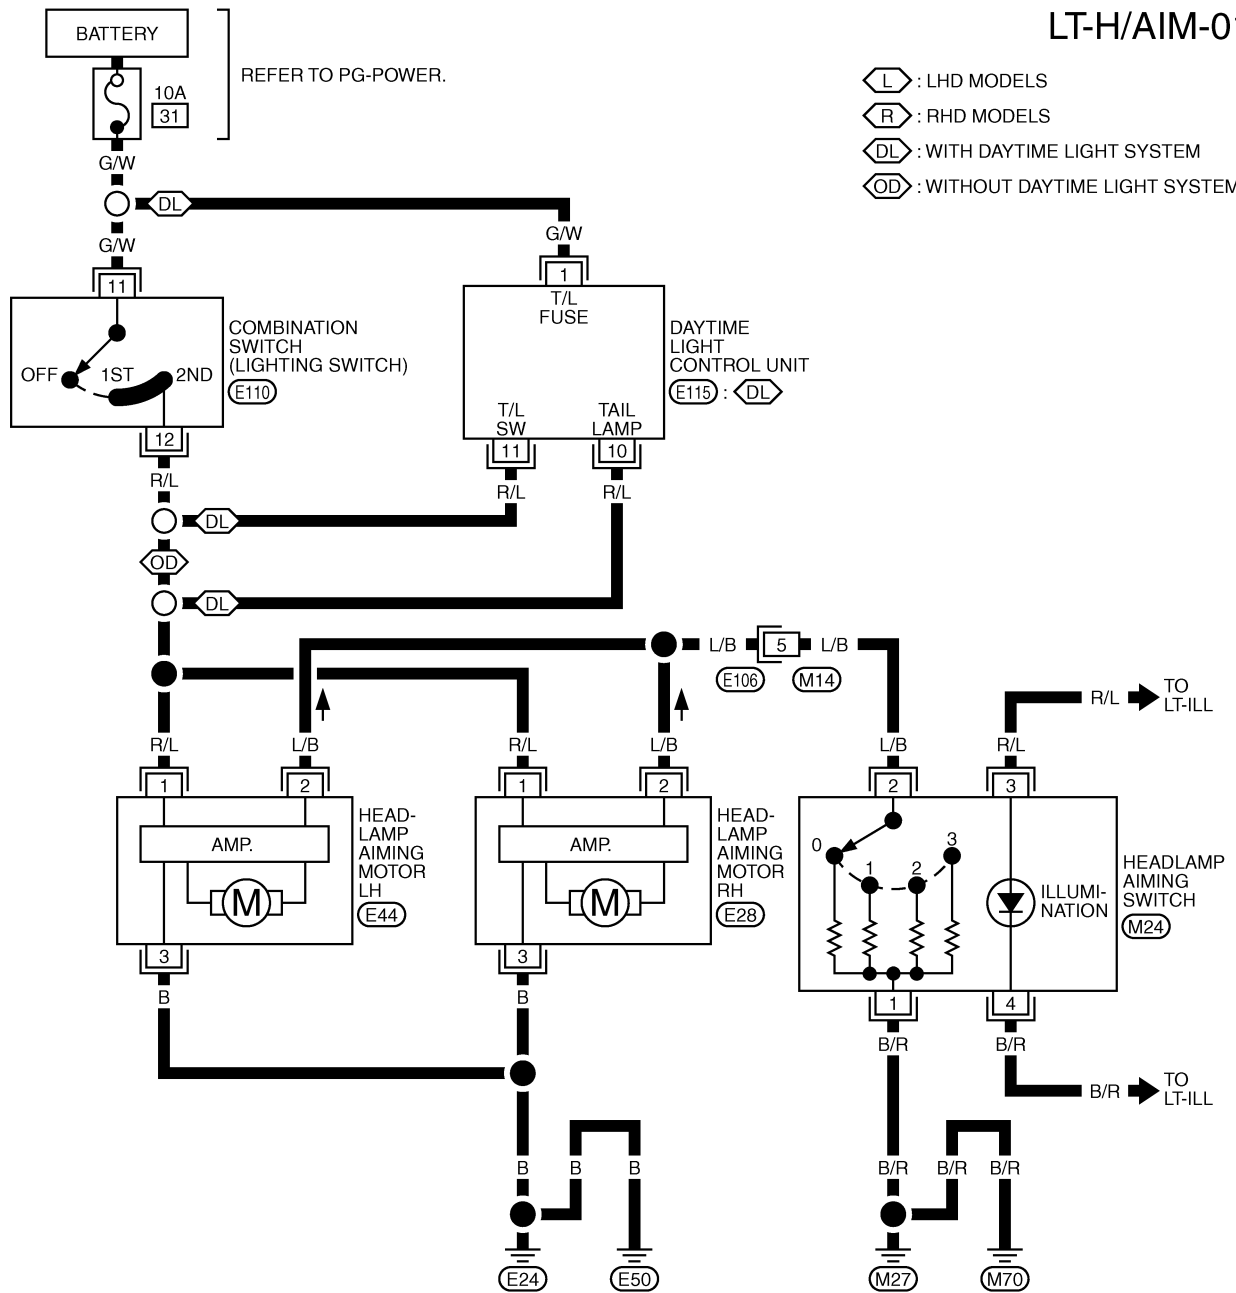 LT-H/AIM-01
BATTERY
REFER TO PG-POWER.
10A
31
L : LHD MODELS
R : RHD MODELS
DL : WITH DAYTIME LIGHT SYSTEM
OD : WITHOUT DAYTIME LIGHT SYSTEM
G/W
DL
G/W
G/W
11
1
T/L
FUSE
COMBINATION
SWITCH
(LIGHTING SWITCH)
E110
OFF
1ST
2ND
DAYTIME
LIGHT
CONTROL UNIT
E115 : DL
T/L
SW
TAIL
LAMP
12
11
10
R/L
R/L
R/L
DL
OD
DL
L/B
5
L/B
E106
M14
R/L
TO
LT-ILL
R/L
L/B
R/L
L/B
L/B
R/L
1
2
1
2
2
3
AMP.
M
HEAD-
LAMP
AIMING
MOTOR
LH
E44
AMP.
M
HEAD-
LAMP
AIMING
MOTOR
RH
E28
0
1
2
3
ILLUMI-
NATION
HEADLAMP
AIMING
SWITCH
M24
3
3
1
4
B
B
B/R
B/R
B/R
TO
LT-ILL
B
B
B
B/R
B/R
B/R
E24
E50
M27
M70